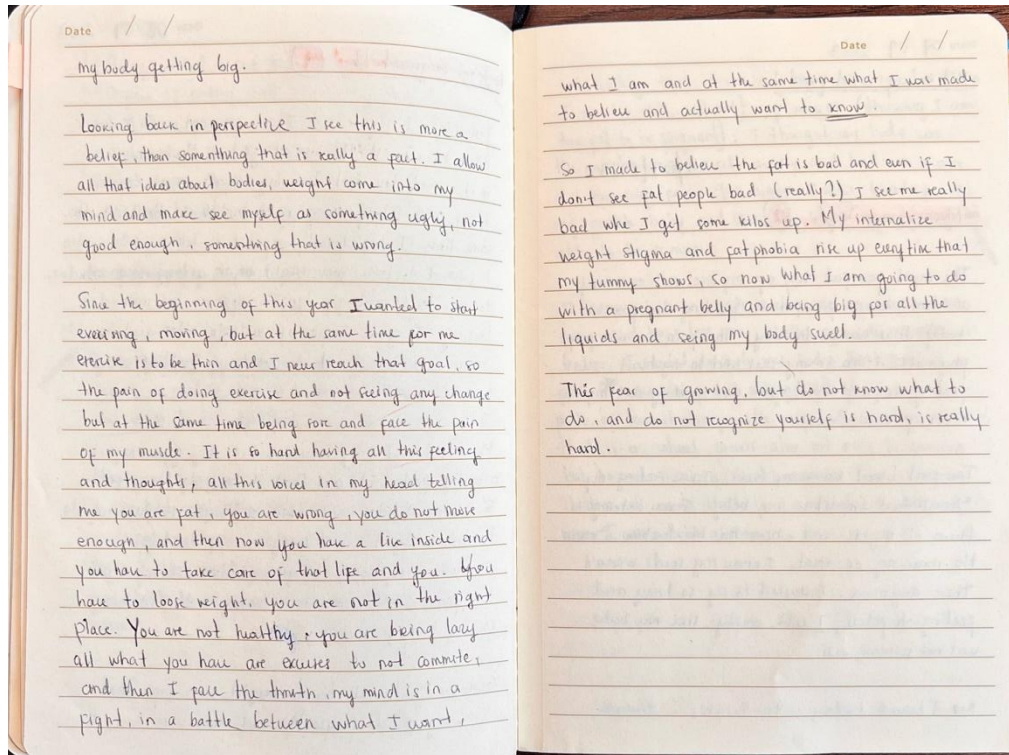 Date / /
my body getting big.
Looking back in perspective I see this is more a
belief, than somenthing that is really a fact. I allow
all that ideas about bodies, weight come into my
mind and make see myself as something ugly, not
good enough, somenthing that is wrong.
Since the beginning of this year I wanted to start
exercising, moving, but at the same time for me
exercise is to be thin and I never reach that goal, so
the pain of doing exercise and not seeing any change
but at the same time being sore and face the pain
of my muscle. It is so hard having all this feeling
and thoughts, all this voices in my head telling
me you are fat, you are wrong, you do not move
enough, and then now you have a live inside and
you have to take care of that life and you. you
have to loose weight, you are not in the right
place. You are not healthy, you are being lazy
all what you have are excuses to not commite,
and then I face the thruth, my mind is in a
fight, in a battle between what I want,
Date / /
what I am and at the same time what I was made
to believe and actually want to know.
So I made to believe the fat is bad and even if I
don't see fat people bad (really?) I see me really
bad whe I get some kilos up. My internalize
weight stigma and fatphobia rise up everytime that
my tummy shows, so now what I am going to do
with a pregnant belly and being big for all the
liquids and seing my body swell.
This fear of growing, but do not know what to
do, and do not recognize yourself is hard, is really
hard.